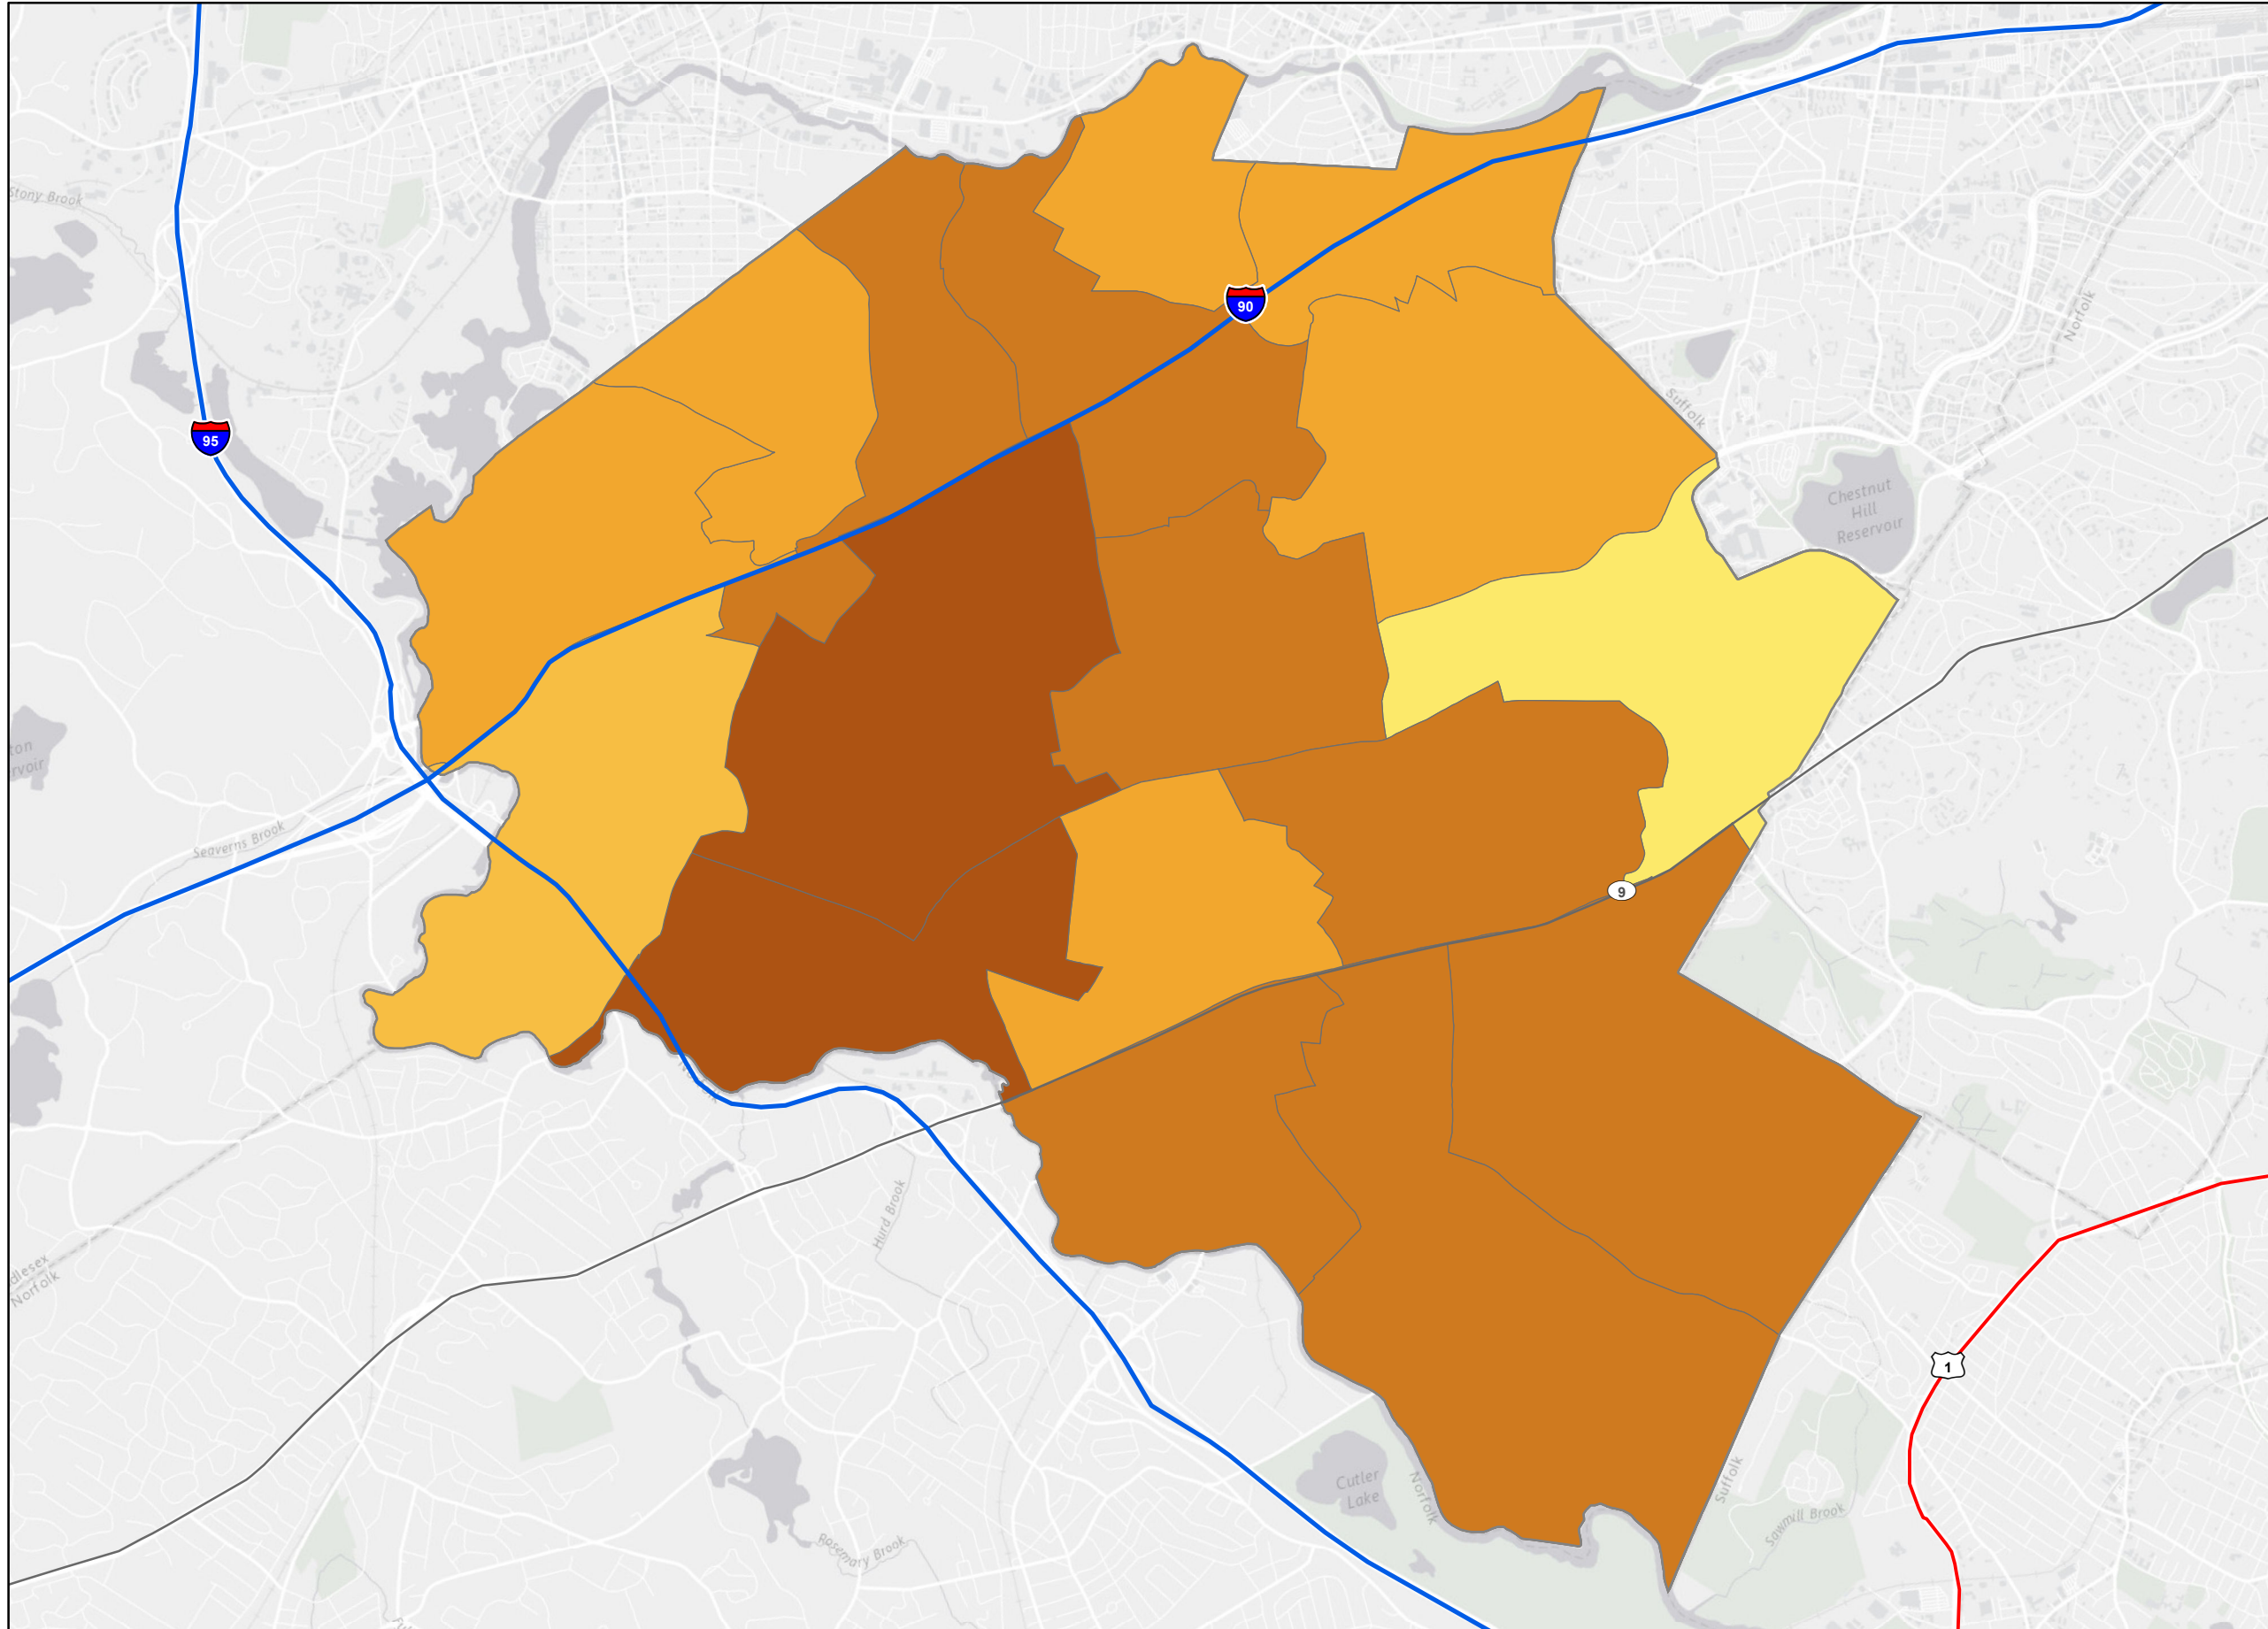 Stony Brook
Norfolk
90
Suffolk
95
Chestnut
Hill
Reservoir
Seaverns Brook
9
Hurd Brook
Norfolk
1
Cutler
Lake
Norfolk
Suffolk
Sawmill Brook
Rosemary Brook